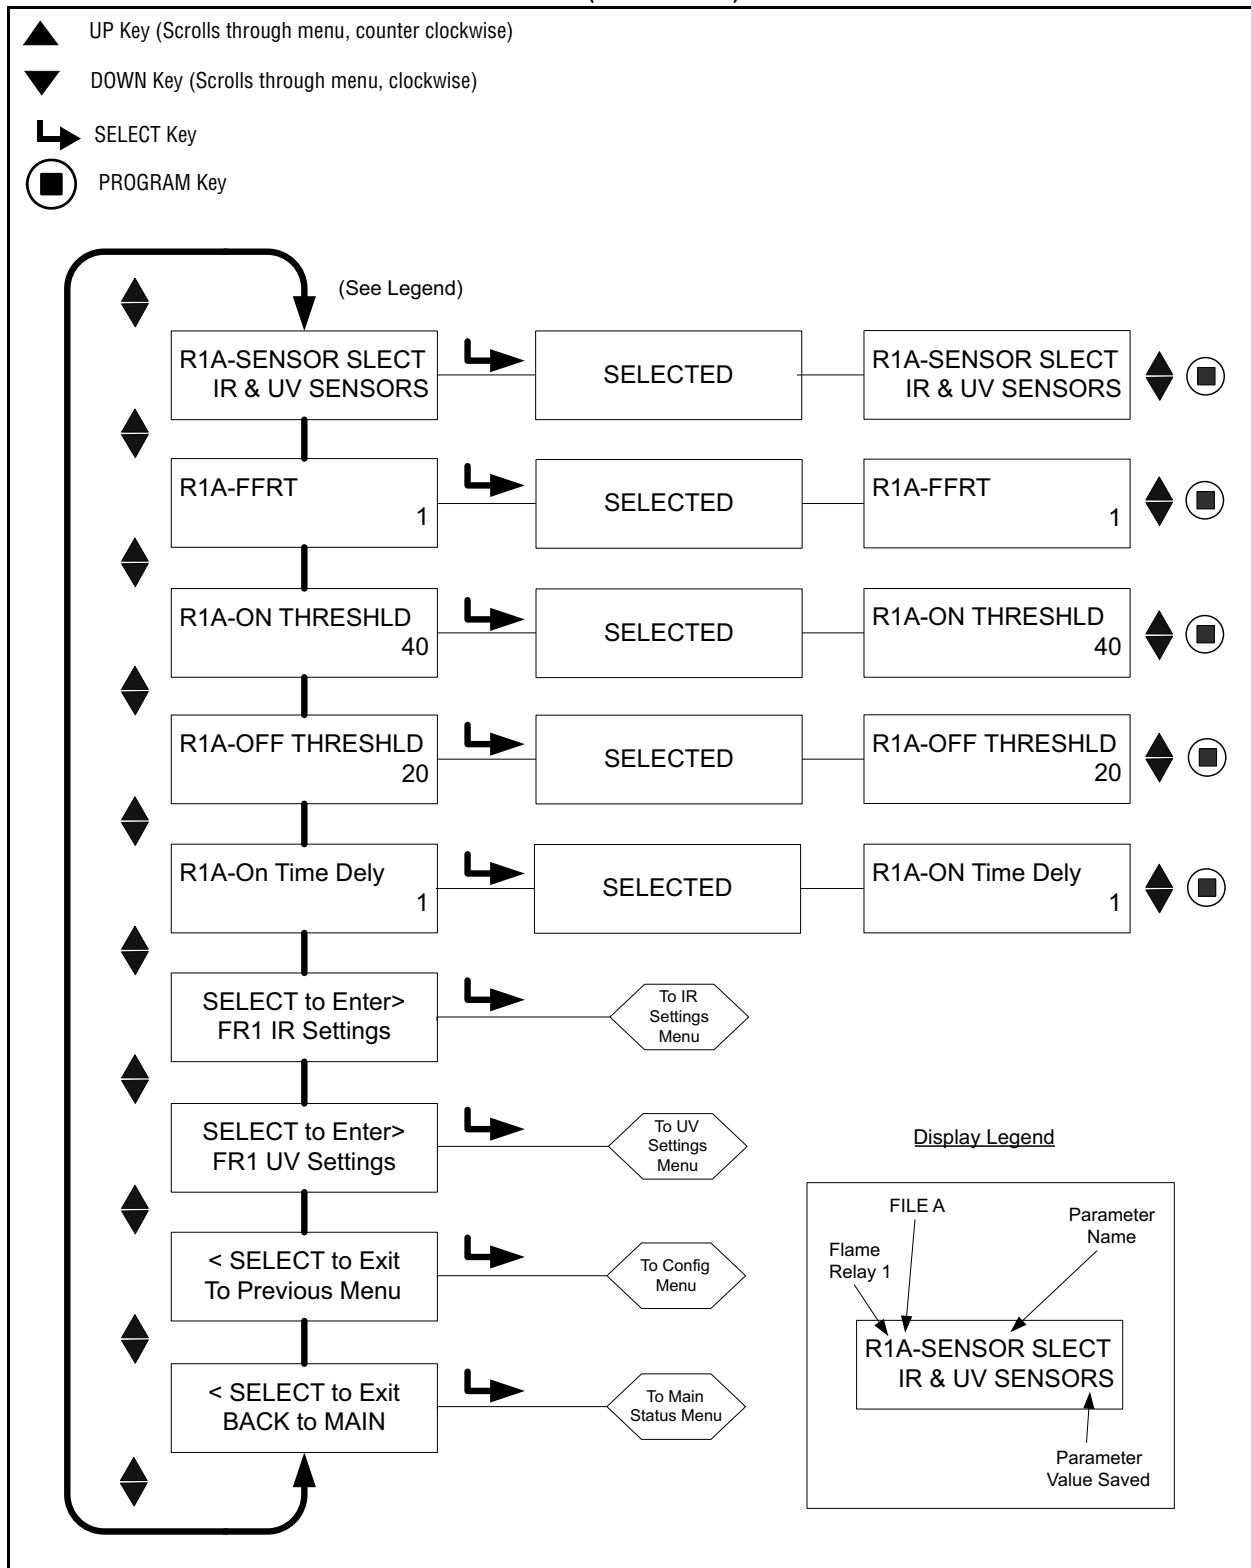 UP Key (Scrolls through menu, counter clockwise)
DOWN Key (Scrolls through menu, clockwise)
SELECT Key
PROGRAM Key
(See Legend)
R1A-SENSOR SLECT
IR & UV SENSORS
SELECTED
R1A-SENSOR SLECT
IR & UV SENSORS
R1A-FFRT
1
SELECTED
R1A-FFRT
1
R1A-ON THRESHLD
40
SELECTED
R1A-ON THRESHLD
40
R1A-OFF THRESHLD
20
SELECTED
R1A-OFF THRESHLD
20
R1A-On Time Dely
1
SELECTED
R1A-ON Time Dely
1
SELECT to Enter>
FR1 IR Settings
To IR
Settings
Menu
SELECT to Enter>
FR1 UV Settings
To UV
Settings
Menu
< SELECT to Exit
To Previous Menu
To Config
Menu
< SELECT to Exit
BACK to MAIN
To Main
Status Menu
Display Legend
FILE A
Parameter
Name
Flame
Relay 1
R1A-SENSOR SLECT
IR & UV SENSORS
Parameter
Value Saved